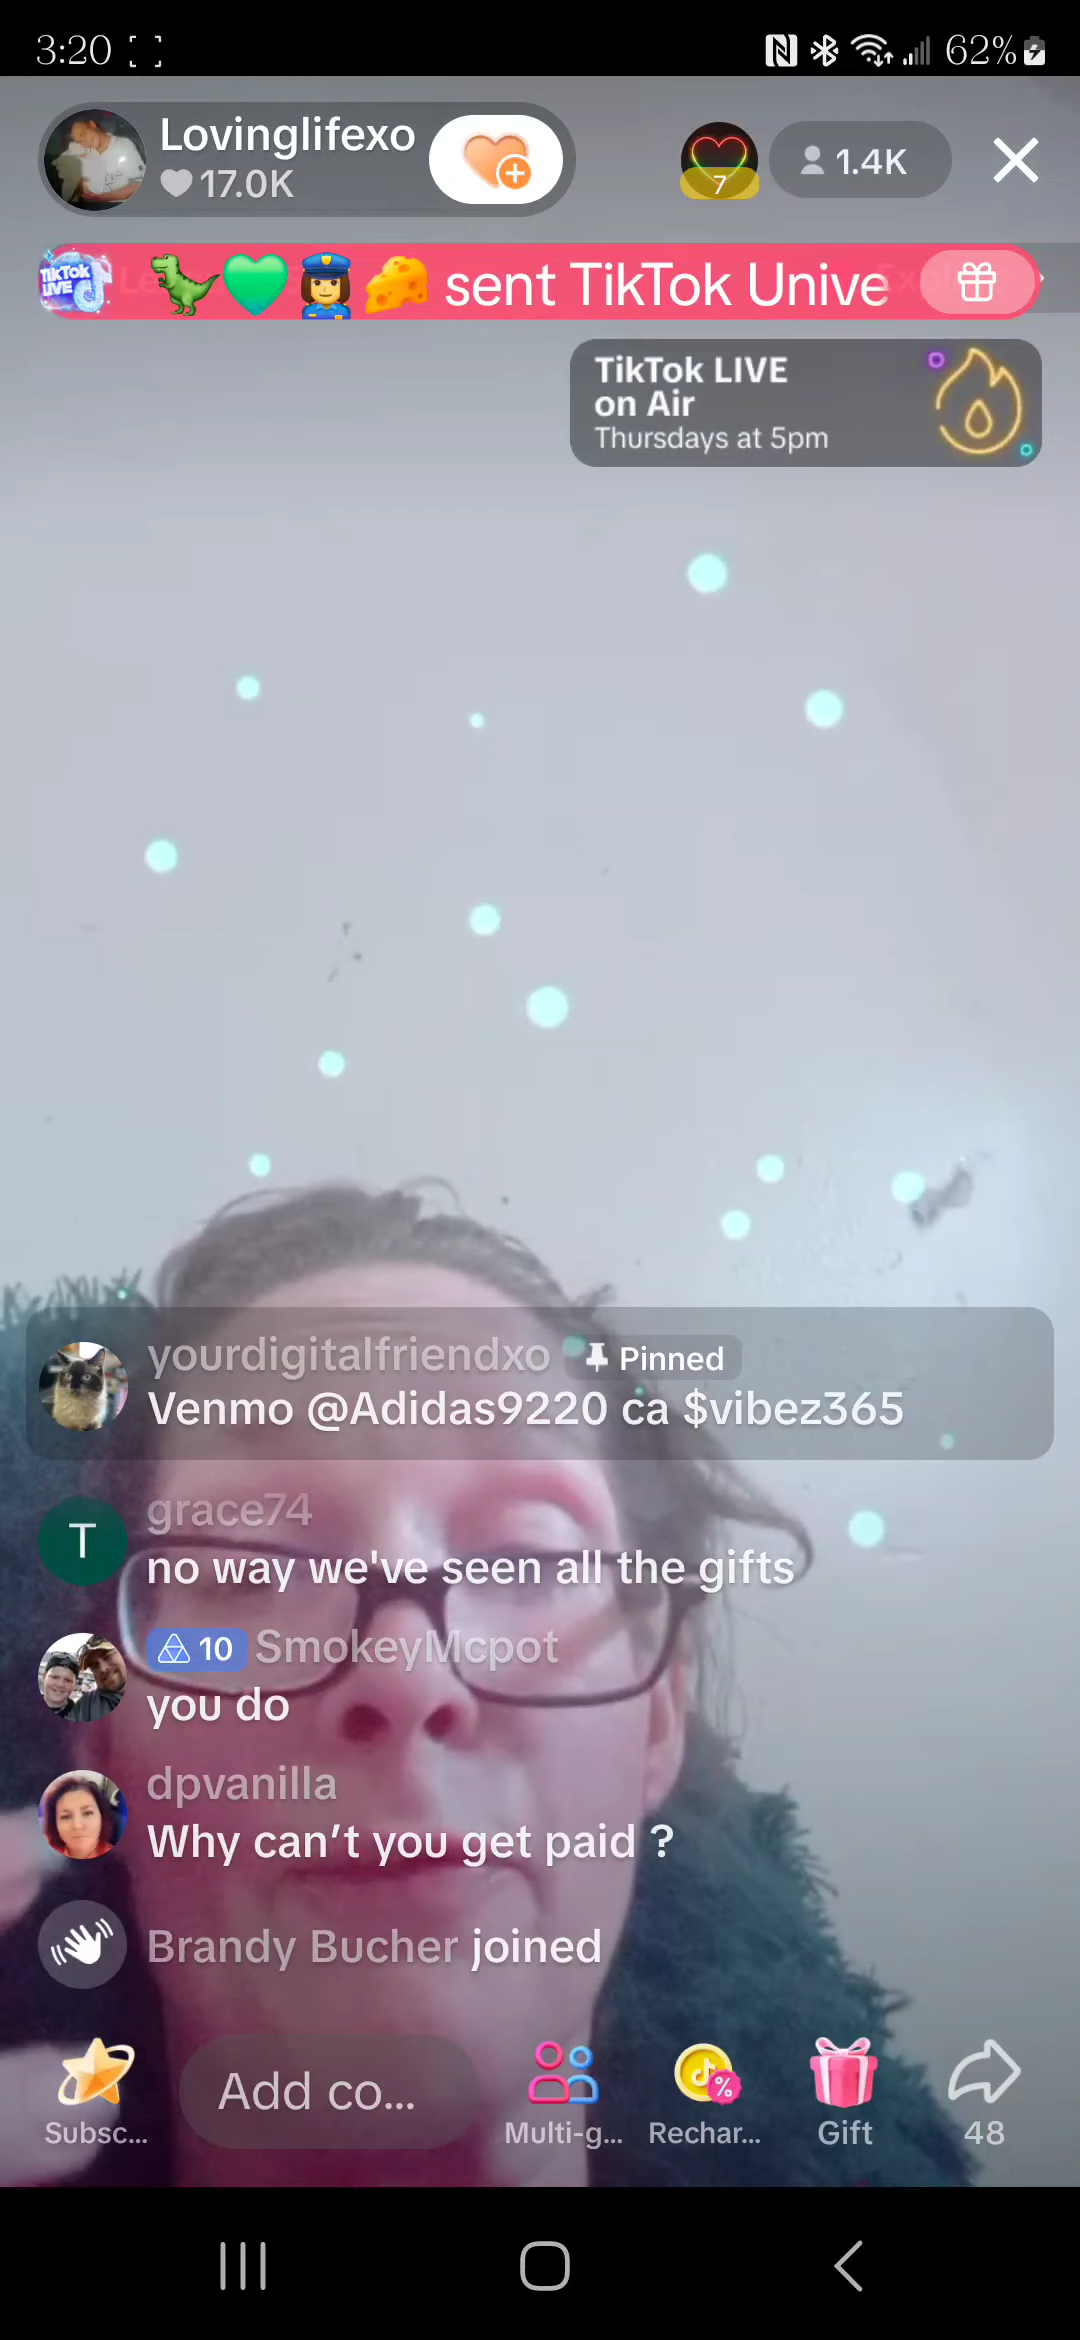 3:20
62%
Lovinglifexo
17.0K
7
1.4K
TikTok
LIVE
sent TikTok Unive
TikTok LIVE
on Air
Thursdays at 5pm
yourdigitalfriendxo Pinned
Venmo @Adidas9220 ca $vibez365
T
grace74
no way we've seen all the gifts
10 SmokeyMcpot
you do
dpvanilla
Why can’t you get paid ?
Brandy Bucher joined
Add co...
Subsc...
Multi-g...
Rechar...
Gift
48